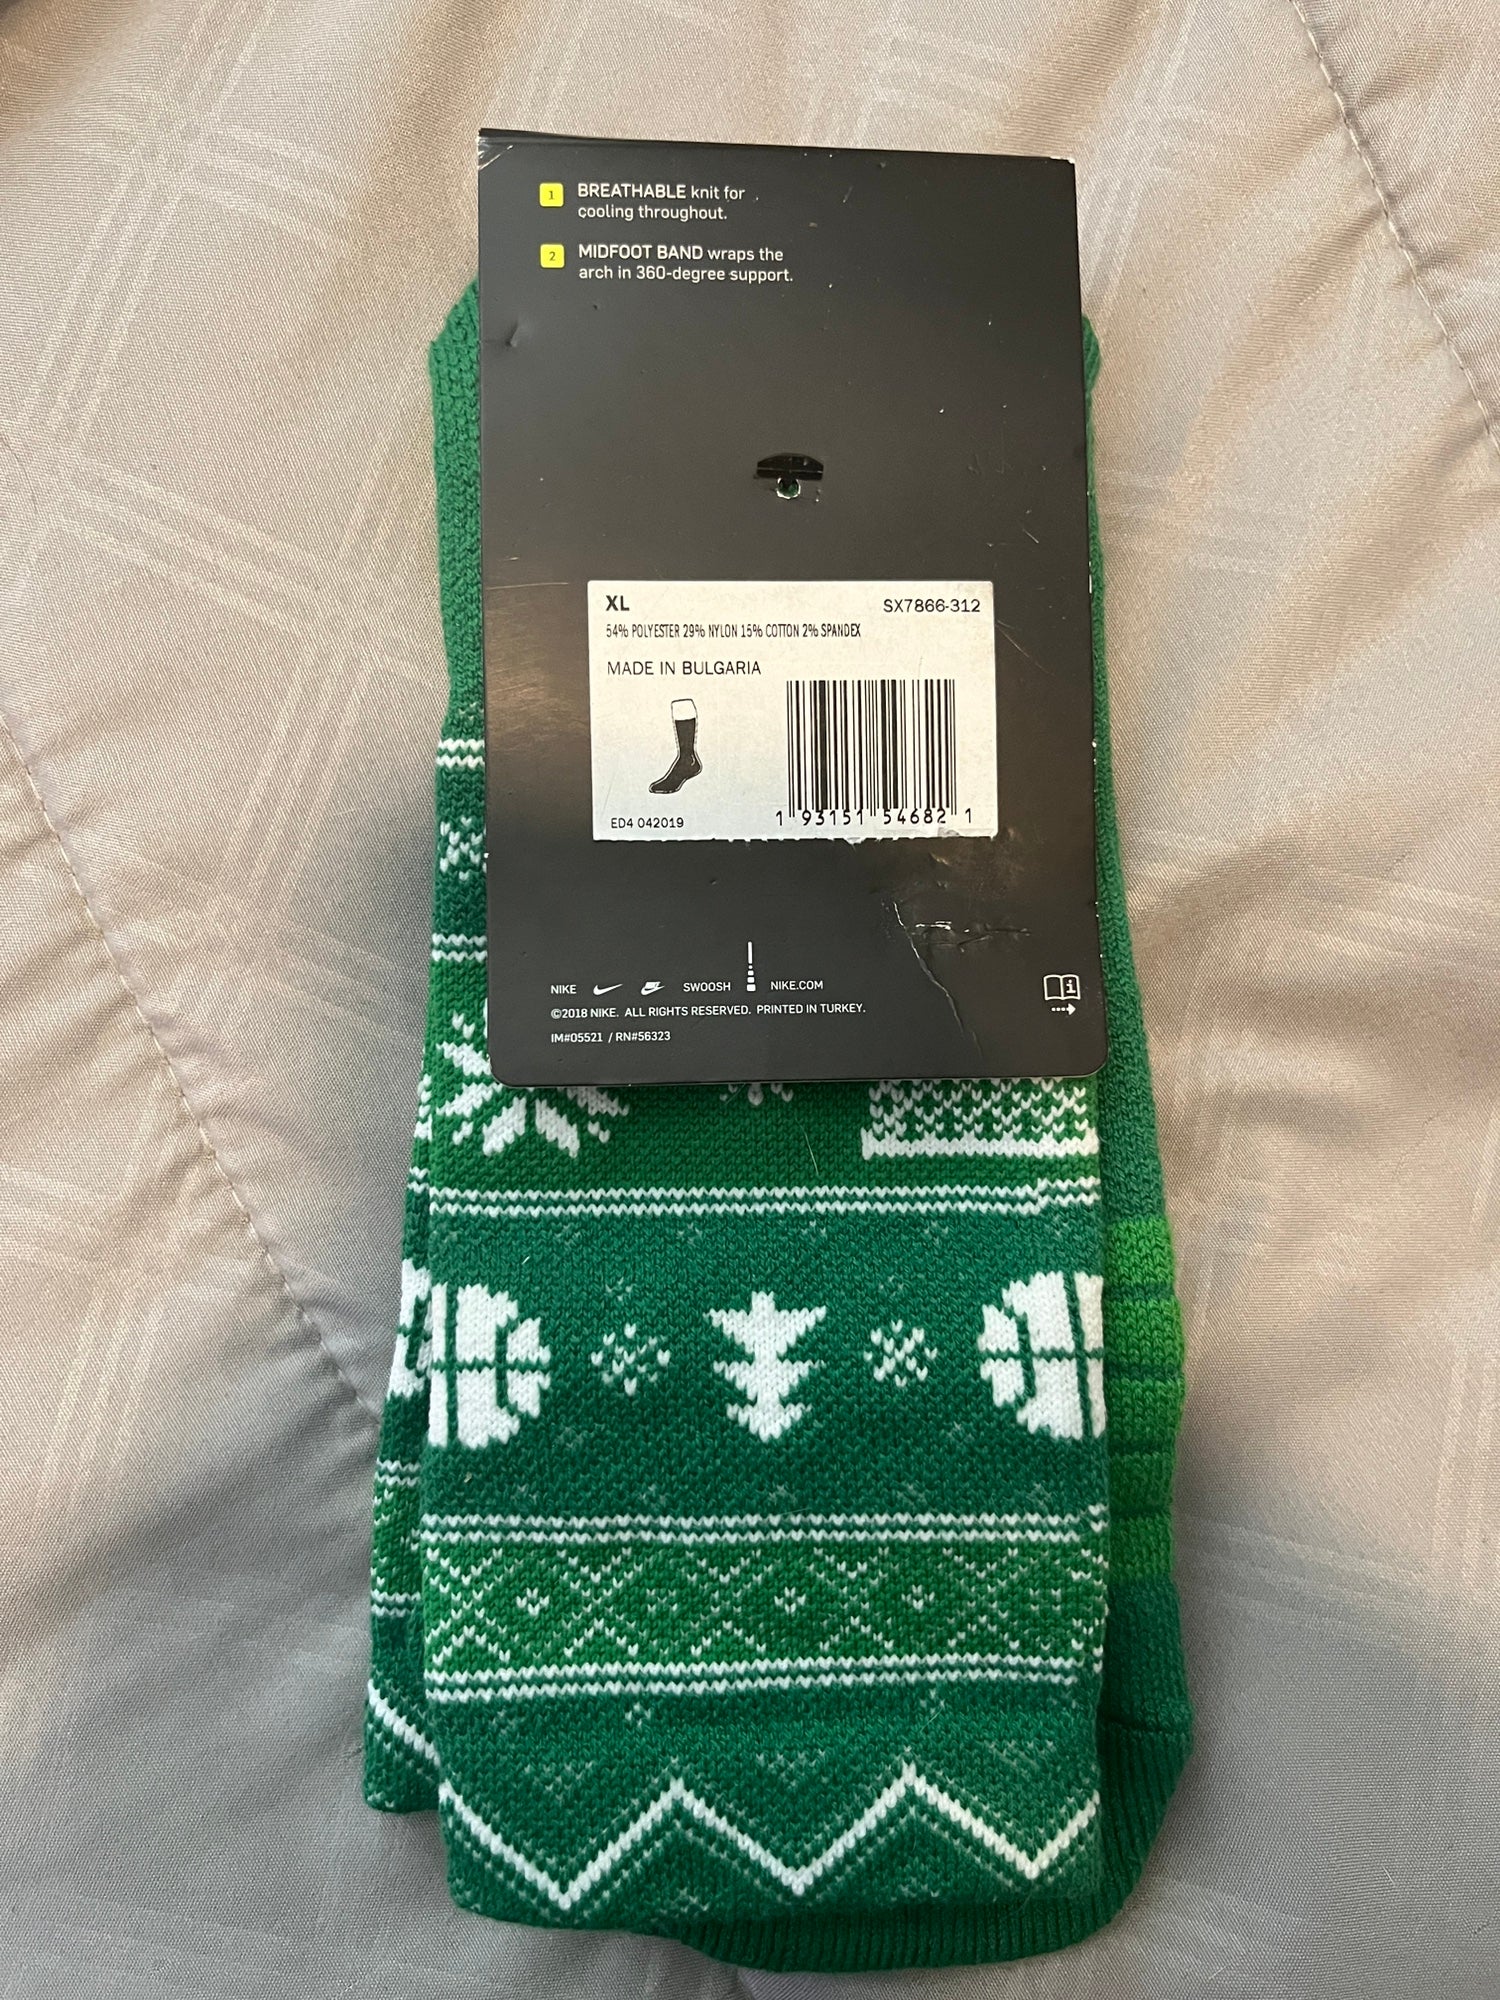 1 BREATHABLE knit for
cooling throughout.
2 MIDFOOT BAND wraps the
arch in 360-degree support.
XL SX7866-312
54% POLYESTER 29% NYLON 15% COTTON 2% SPANDEX
MADE IN BULGARIA
ED4 042019
1 93151 54682 1
NIKE SWOOSH NIKE.COM
©2018 NIKE. ALL RIGHTS RESERVED. PRINTED IN TURKEY.
IM#05521 / RN#56323